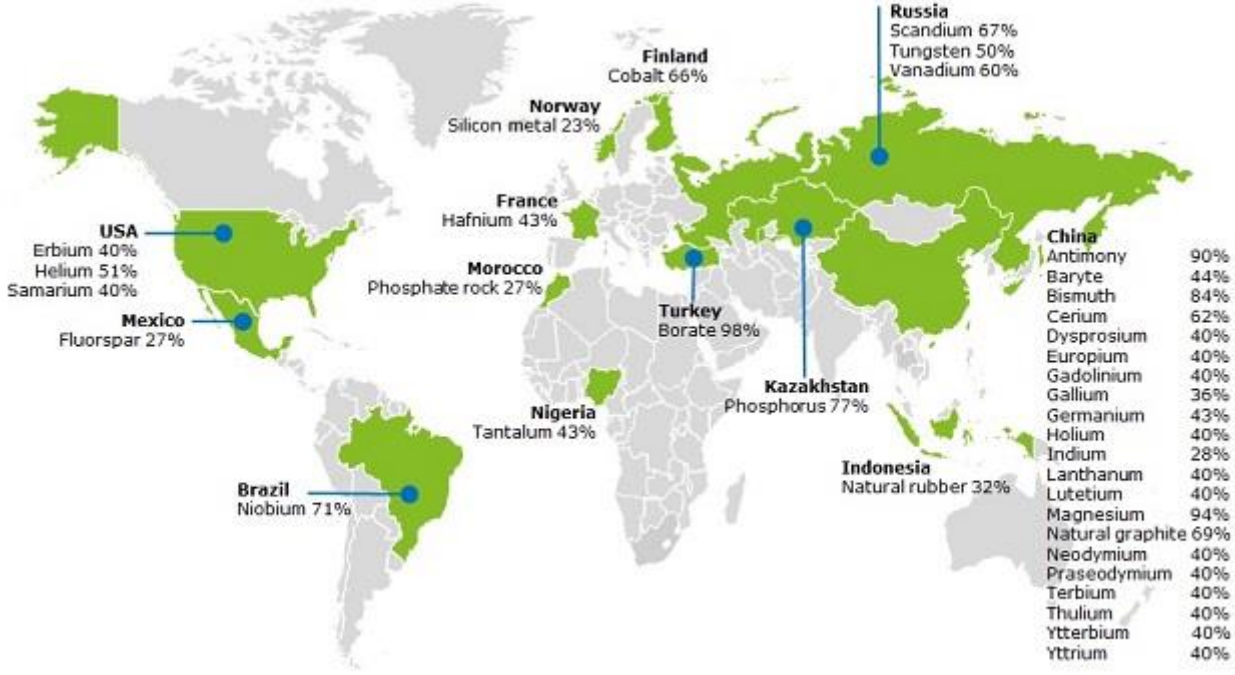 Russia
Scandium 67%
Tungsten 50%
Vanadium 60%
Finland
Cobalt 66%
Norway
Silicon metal 23%
France
Hafnium 43%
USA
Erbium 40%
Helium 51%
Samarium 40%
Morocco
Phosphate rock 27%
Mexico
Fluorspar 27%
Turkey
Borate 98%
Kazakhstan
Phosphorus 77%
Nigeria
Tantalum 43%
Brazil
Niobium 71%
Indonesia
Natural rubber 32%
China
Antimony 90%
Baryte 44%
Bismuth 84%
Cerium 62%
Dysprosium 40%
Europium 40%
Gadolinium 40%
Gallium 36%
Germanium 43%
Holium 40%
Indium 28%
Lanthanum 40%
Lutetium 40%
Magnesium 94%
Natural graphite 69%
Neodymium 40%
Praseodymium 40%
Terbium 40%
Thulium 40%
Ytterbium 40%
Yttrium 40%